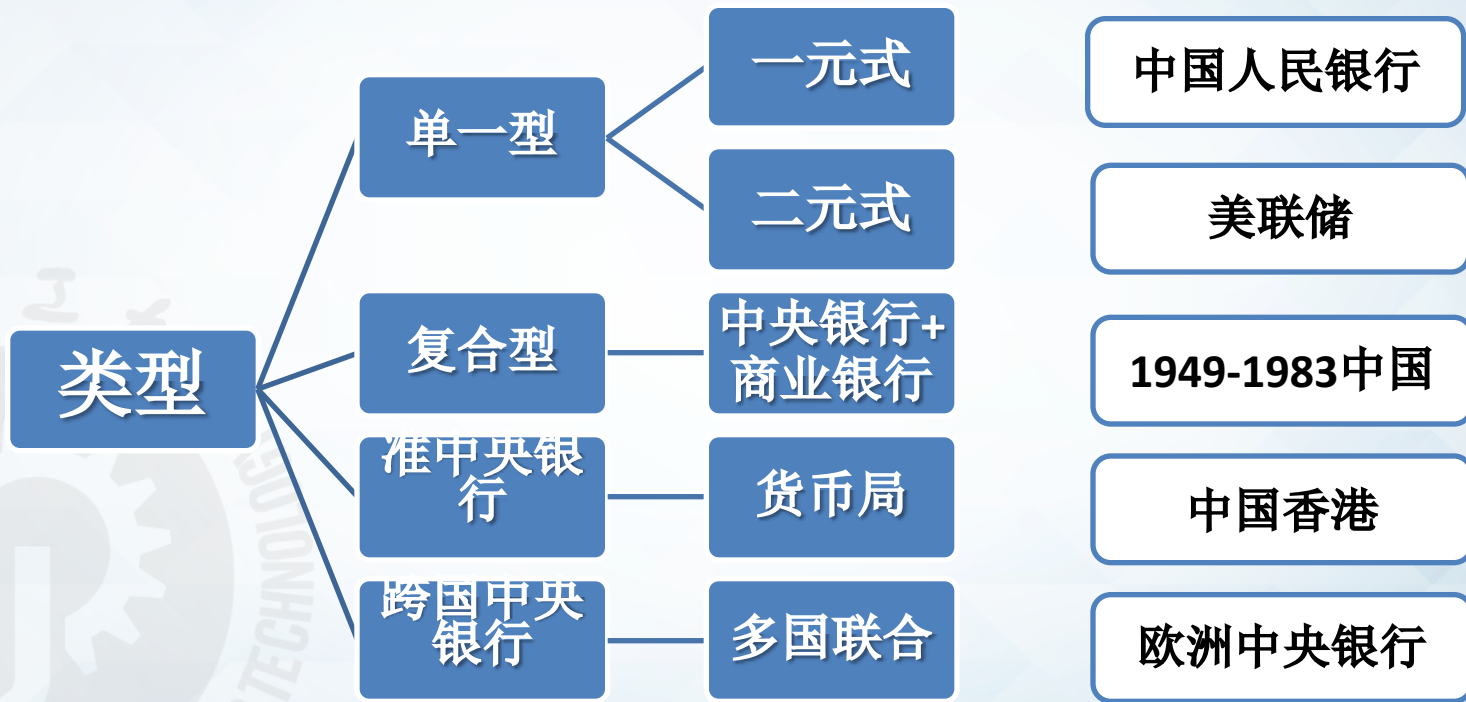 一元式
中国人民银行
单一型
二元式
美联储
类型
复合型
中央银行+
商业银行
1949-1983中国
准中央银
行
货币局
中国香港
跨国中央
银行
多国联合
欧洲中央银行
TECHNOLOG